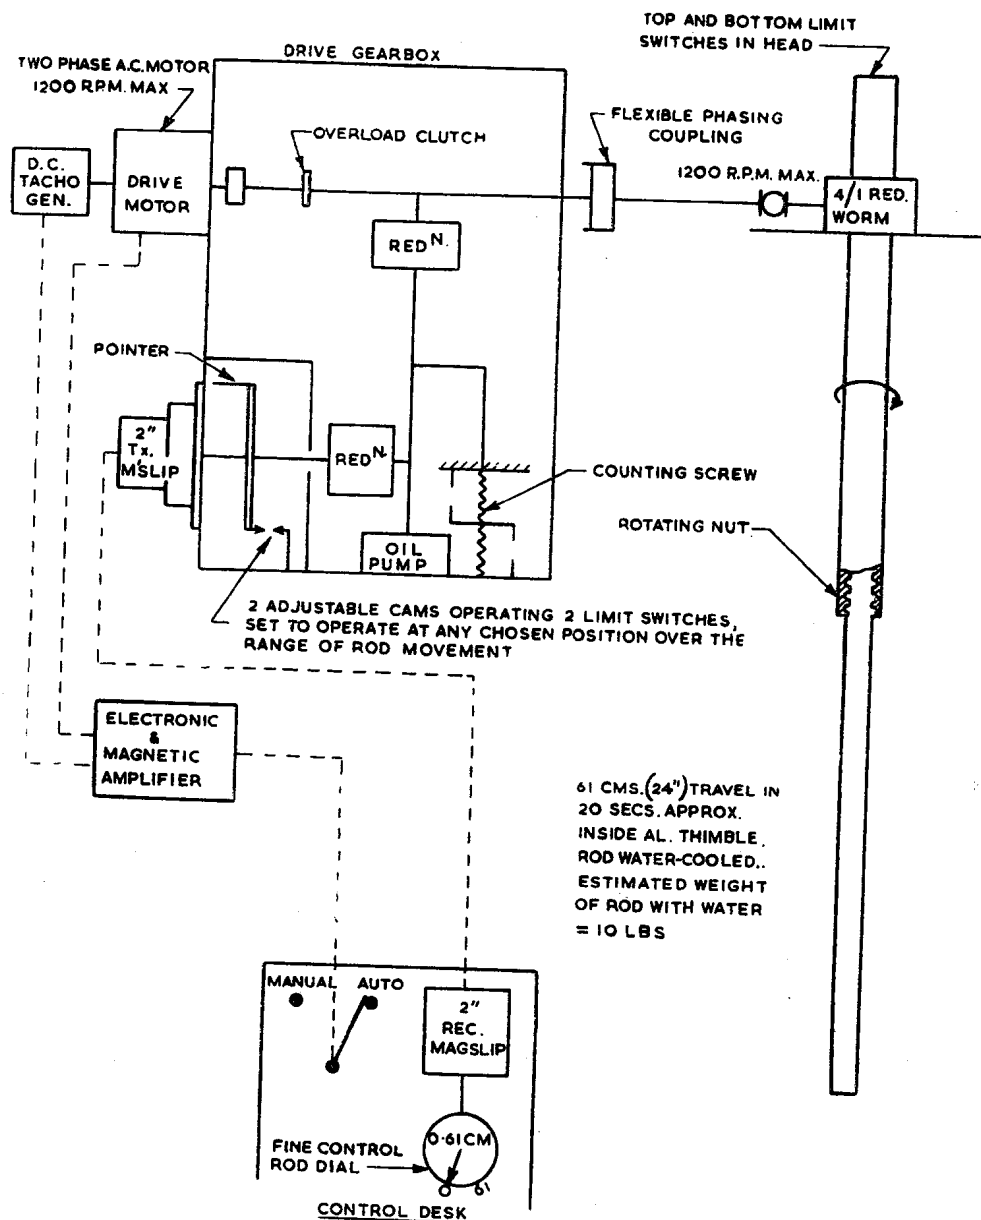 TOP AND BOTTOM LIMIT
SWITCHES IN HEAD
DRIVE GEARBOX
TWO PHASE A.C. MOTOR
1200 R.P.M. MAX
OVERLOAD CLUTCH
FLEXIBLE PHASING
COUPLING
D.C.
TACHO
GEN.
DRIVE
MOTOR
1200 R.P.M. MAX.
4/1 RED.
WORM
RED N.
POINTER
2"
Tx.
M'SLIP
RED N.
COUNTING SCREW
ROTATING NUT
OIL
PUMP
2 ADJUSTABLE CAMS OPERATING 2 LIMIT SWITCHES,
SET TO OPERATE AT ANY CHOSEN POSITION OVER THE
RANGE OF ROD MOVEMENT
ELECTRONIC
&
MAGNETIC
AMPLIFIER
61 CMS.(24") TRAVEL IN
20 SECS. APPROX.
INSIDE AL. THIMBLE.
ROD WATER-COOLED..
ESTIMATED WEIGHT
OF ROD WITH WATER
= 10 LBS
MANUAL AUTO
2"
REC.
MAGSLIP
0-61 CM
FINE CONTROL
ROD DIAL
0 61
CONTROL DESK